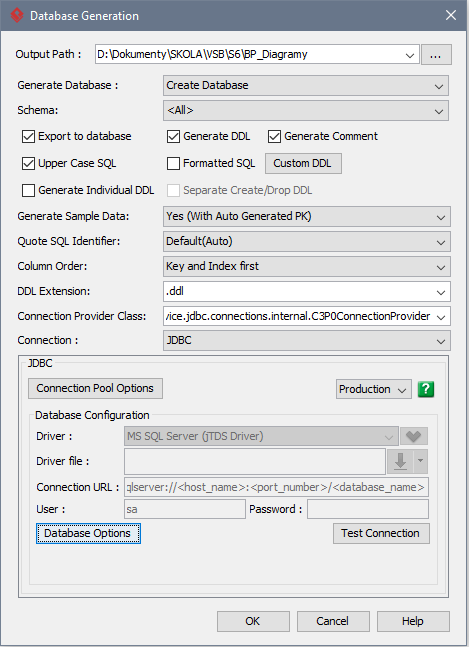 Database Generation
Output Path : D:\Dokumenty\SKOLA\VSB\S6\BP_Diagramy ...
Generate Database : Create Database
Schema: <All>
Export to database Generate DDL Generate Comment
Upper Case SQL Formatted SQL Custom DDL
Generate Individual DDL Separate Create/Drop DDL
Generate Sample Data: Yes (With Auto Generated PK)
Quote SQL Identifier: Default(Auto)
Column Order: Key and Index first
DDL Extension: .ddl
Connection Provider Class: vice.jdbc.connections.internal.C3P0ConnectionProvider
Connection : JDBC
JDBC
Connection Pool Options Production ?
Database Configuration
Driver : MS SQL Server (jTDS Driver)
Driver file :
Connection URL : qlserver://<host_name>:<port_number>/<database_name>
User : sa Password :
Database Options Test Connection
OK Cancel Help